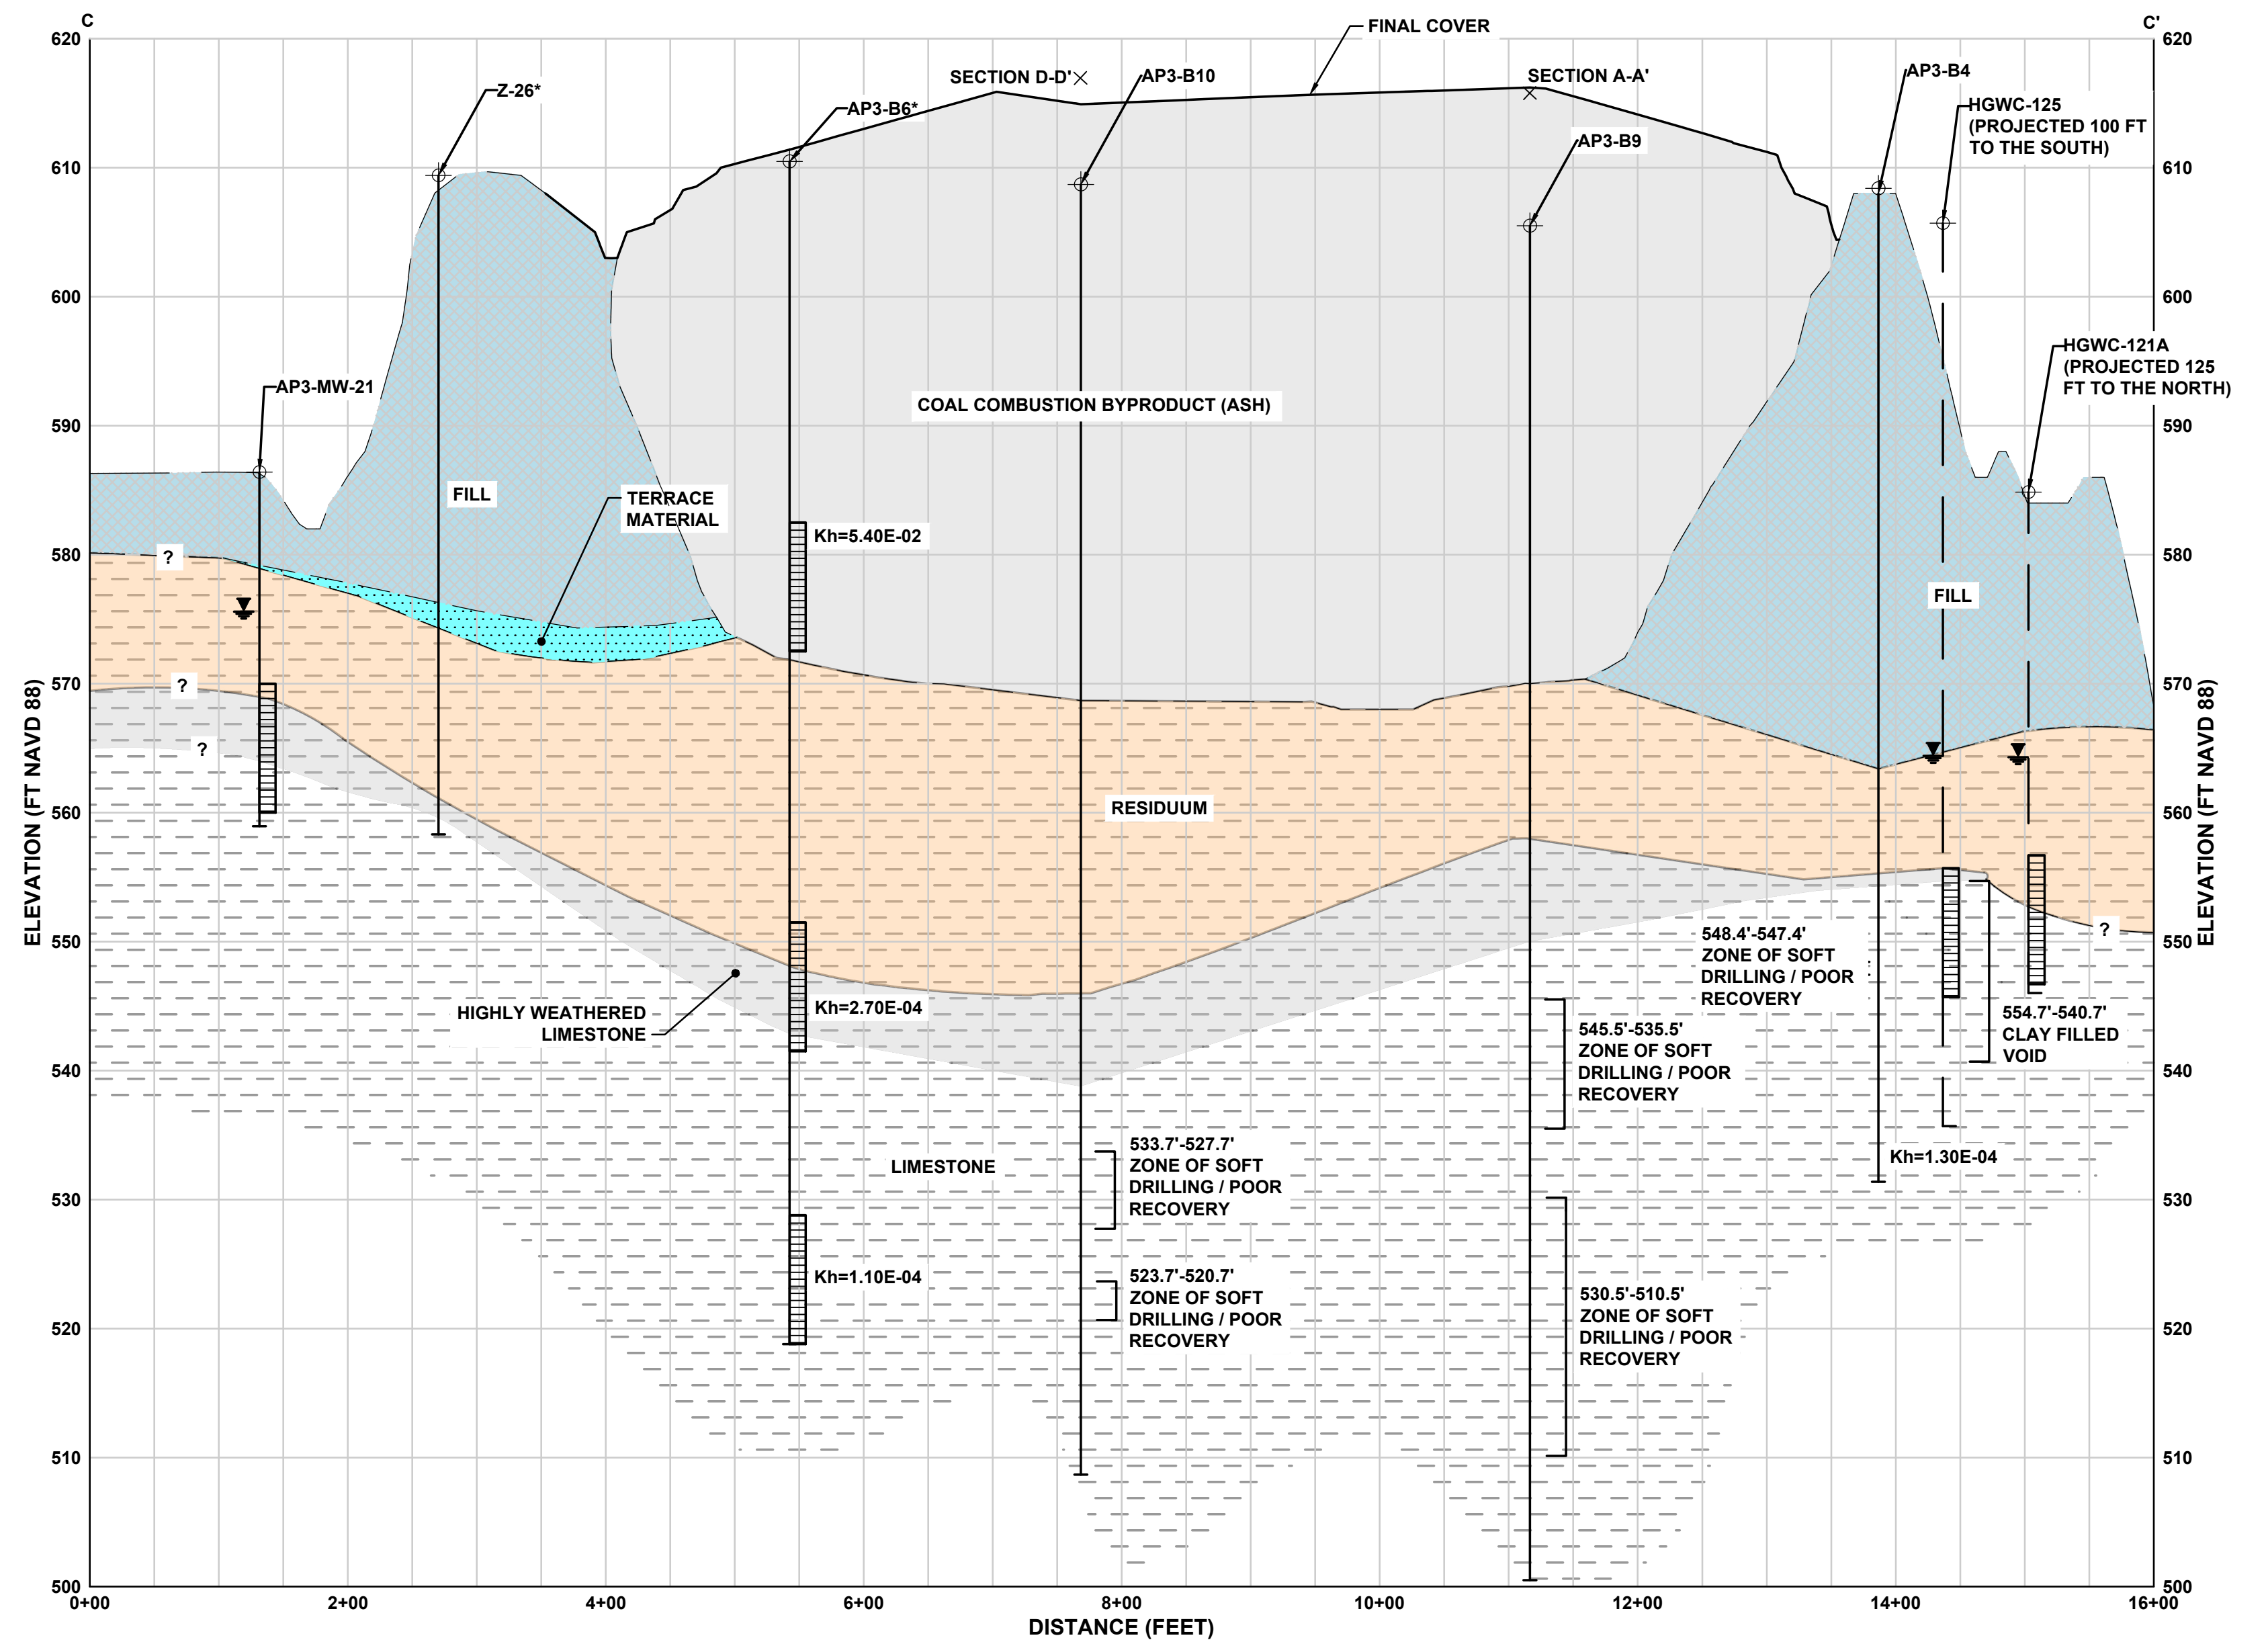 C
C'
FINAL COVER
620
620
SECTION D-D'
AP3-B10
SECTION A-A'
AP3-B4
Z-26*
AP3-B6*
HGWC-125
(PROJECTED 100 FT
TO THE SOUTH)
AP3-B9
610
610
600
600
HGWC-121A
(PROJECTED 125
FT TO THE NORTH)
AP3-MW-21
COAL COMBUSTION BYPRODUCT (ASH)
590
590
FILL
TERRACE
MATERIAL
Kh=5.40E-02
580
?
580
FILL
570
?
570
?
ELEVATION (FT NAVD 88)
ELEVATION (FT NAVD 88)
560
RESIDUUM
560
550
550
?
548.4'-547.4'
ZONE OF SOFT
DRILLING / POOR
RECOVERY
HIGHLY WEATHERED
LIMESTONE
Kh=2.70E-04
554.7'-540.7'
CLAY FILLED
VOID
545.5'-535.5'
ZONE OF SOFT
DRILLING / POOR
RECOVERY
540
540
533.7'-527.7'
ZONE OF SOFT
DRILLING / POOR
RECOVERY
LIMESTONE
Kh=1.30E-04
530
530
Kh=1.10E-04
523.7'-520.7'
ZONE OF SOFT
DRILLING / POOR
RECOVERY
530.5'-510.5'
ZONE OF SOFT
DRILLING / POOR
RECOVERY
520
520
510
510
500
500
0+00
2+00
4+00
6+00
8+00
10+00
12+00
14+00
16+00
DISTANCE (FEET)